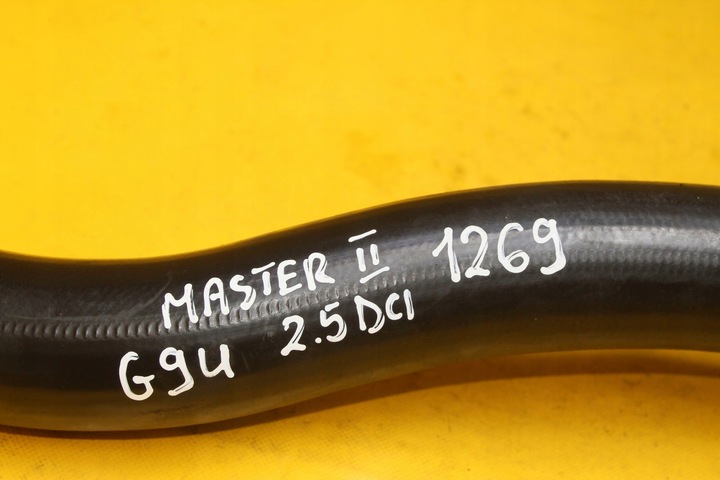 MASTER II 1269
G9U 2.5 DCI